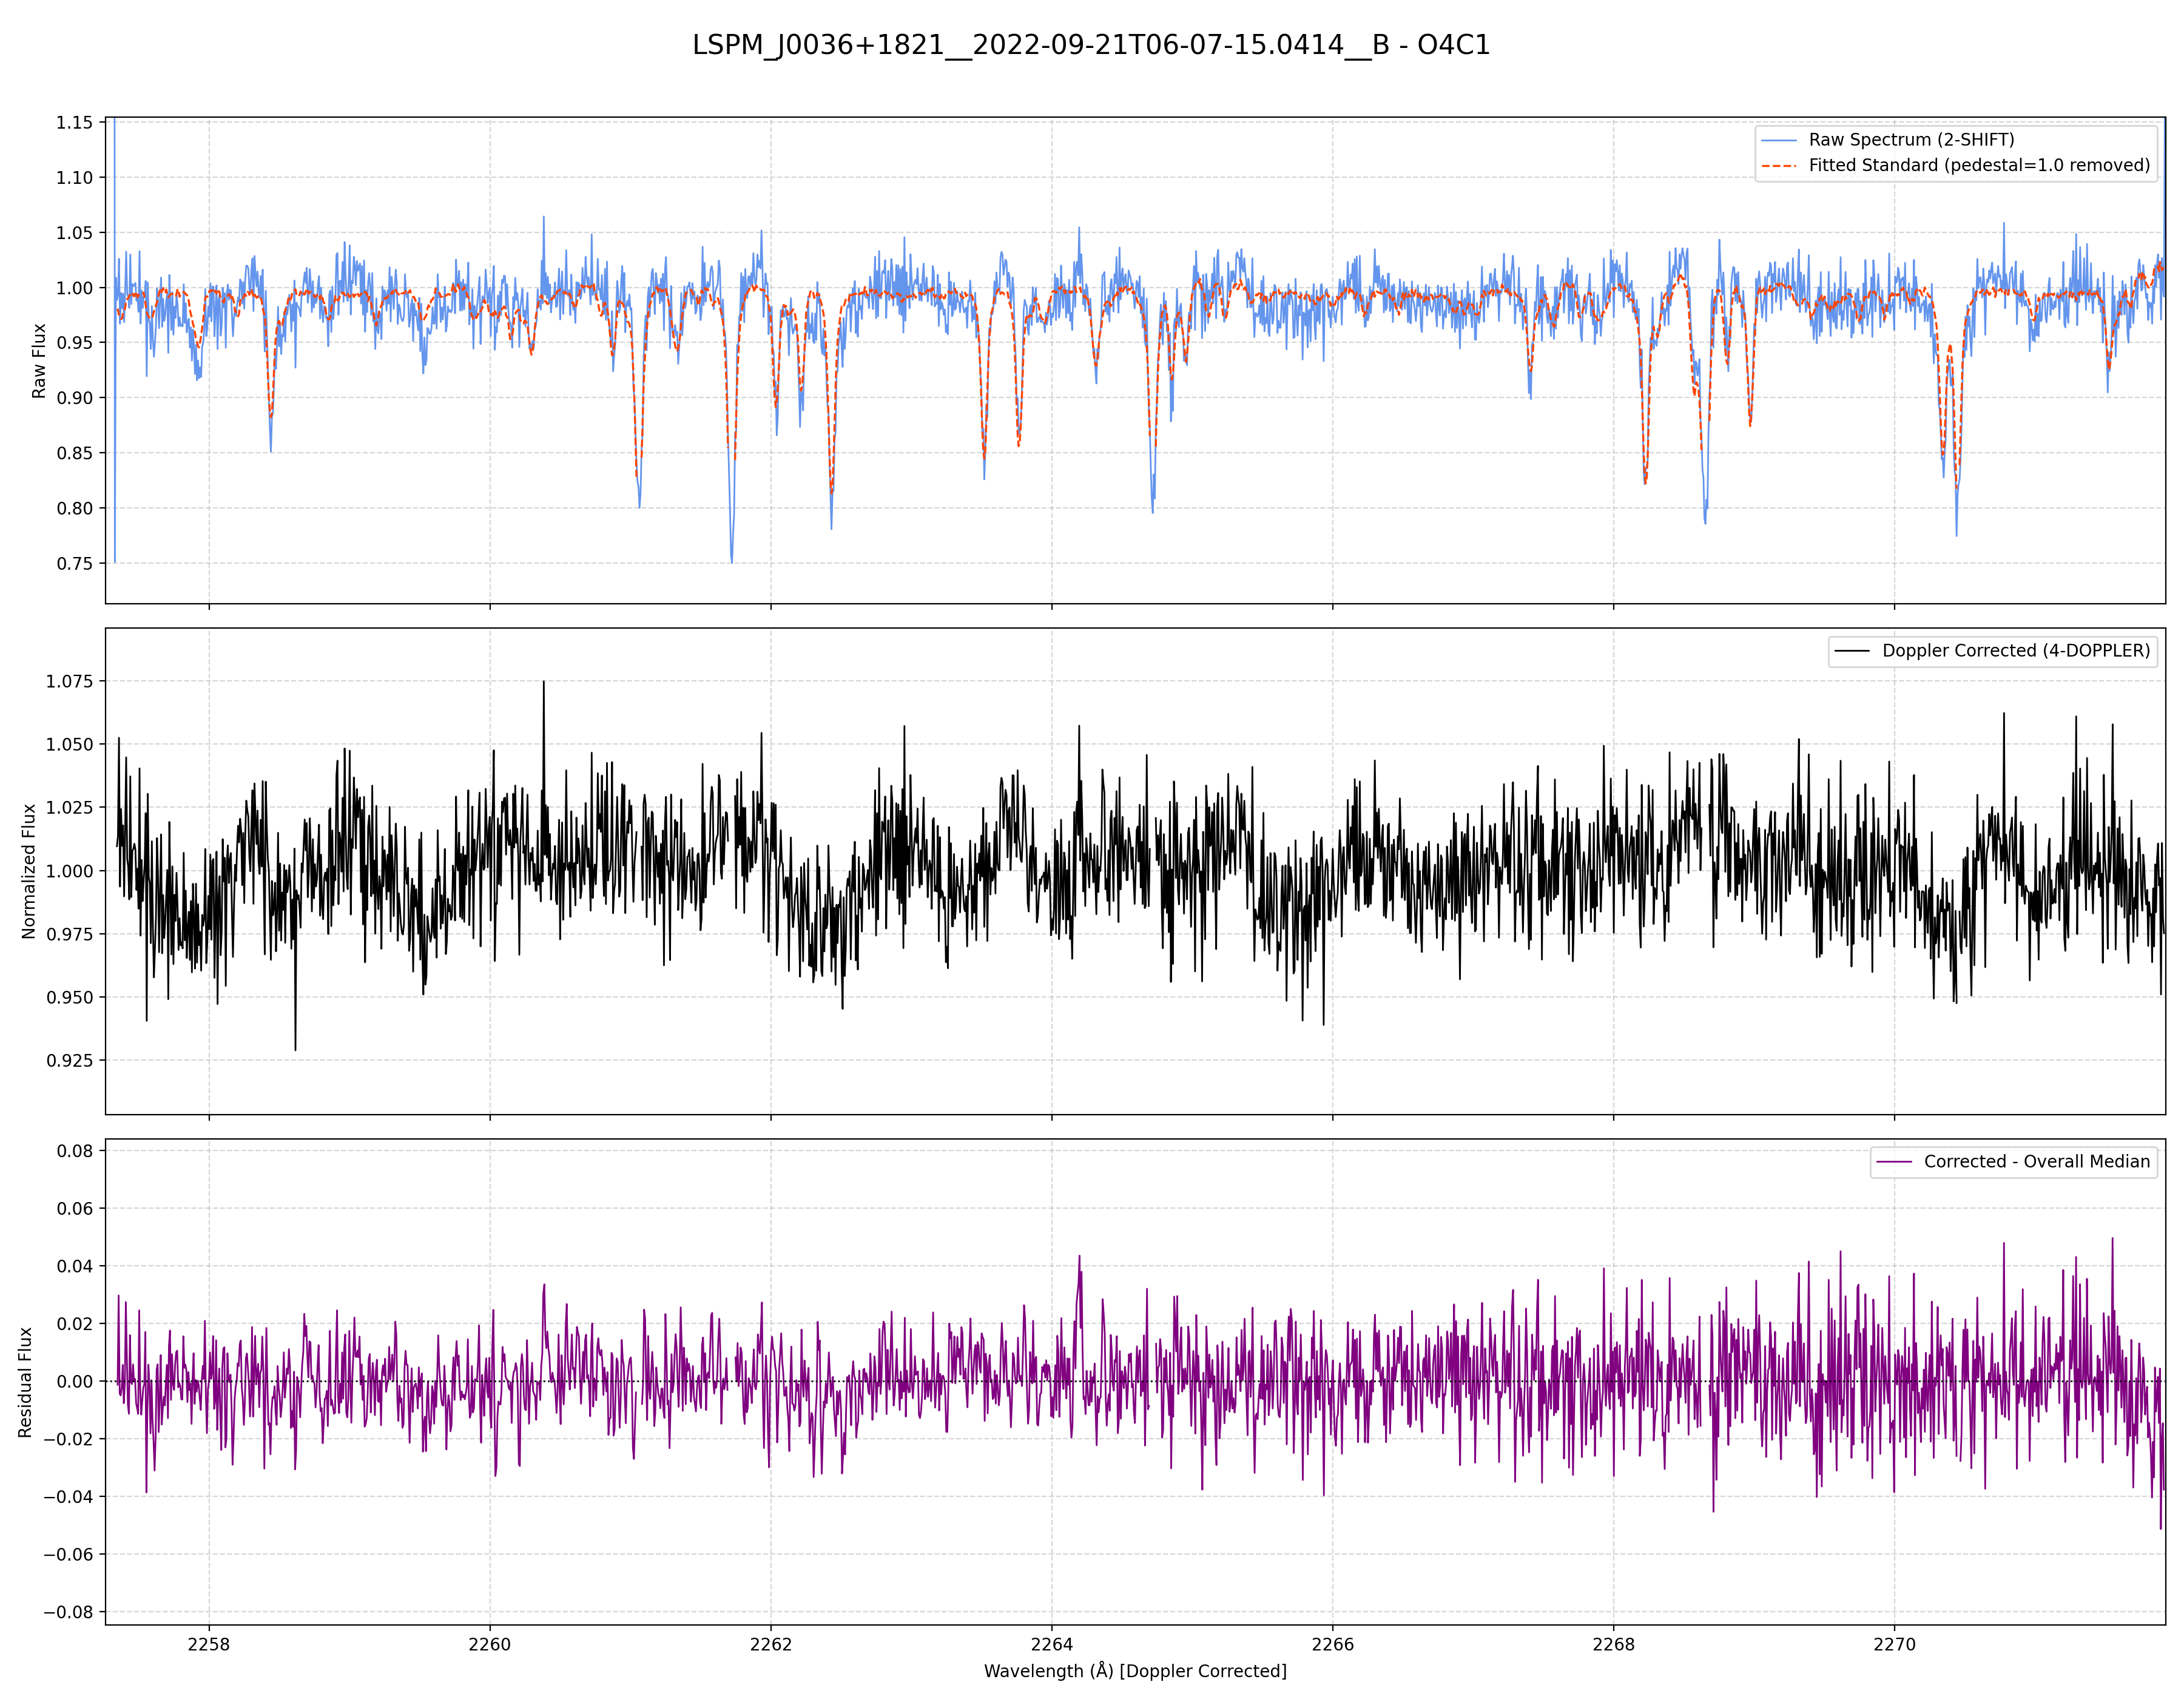 LSPM_J0036+1821__2022-09-21T06-07-15.0414__B - O4C1
Raw Flux
1.15
1.10
1.05
1.00
0.95
0.90
0.85
0.80
0.75
Raw Spectrum (2-SHIFT)
Fitted Standard (pedestal=1.0 removed)
Normalized Flux
1.075
1.050
1.025
1.000
0.975
0.950
0.925
Doppler Corrected (4-DOPPLER)
Residual Flux
0.08
0.06
0.04
0.02
0.00
−0.02
−0.04
−0.06
−0.08
Corrected - Overall Median
2258 2260 2262 2264 2266 2268 2270
Wavelength (Å) [Doppler Corrected]